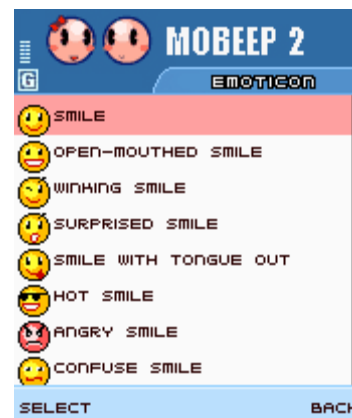 MOBEEP 2
G
EMOTICON
SMILE
OPEN-MOUTHED SMILE
WINKING SMILE
SURPRISED SMILE
SMILE WITH TONGUE OUT
HOT SMILE
ANGRY SMILE
CONFUSE SMILE
SELECT BACK